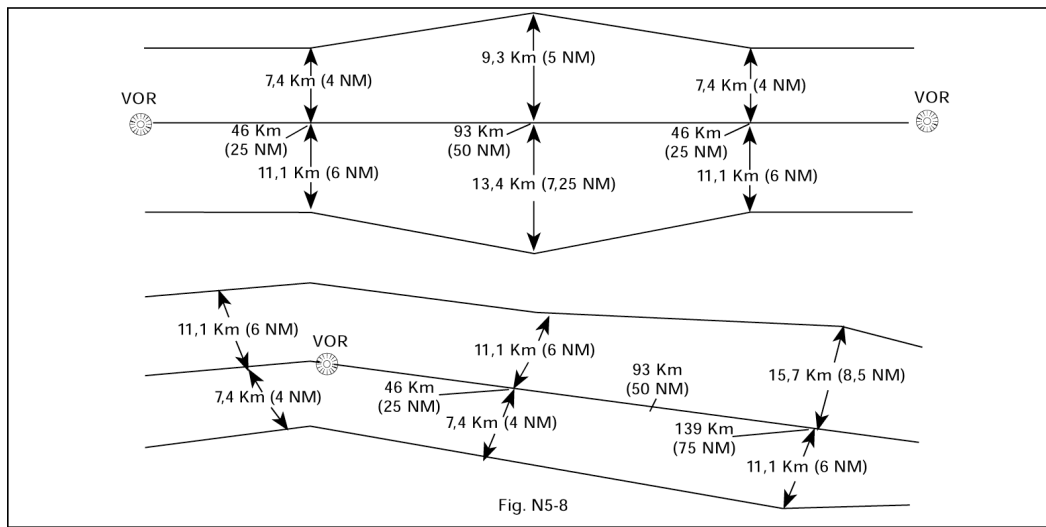 9,3 Km (5 NM)
7,4 Km (4 NM)
7,4 Km (4 NM)
VOR
VOR
46 Km
(25 NM)
93 Km
(50 NM)
46 Km
(25 NM)
11,1 Km (6 NM)
13,4 Km (7,25 NM)
11,1 Km (6 NM)
11,1 Km (6 NM)
VOR
11,1 Km (6 NM)
93 Km
(50 NM)
15,7 Km (8,5 NM)
46 Km
(25 NM)
7,4 Km (4 NM)
7,4 Km (4 NM)
139 Km
(75 NM)
11,1 Km (6 NM)
Fig. N5-8